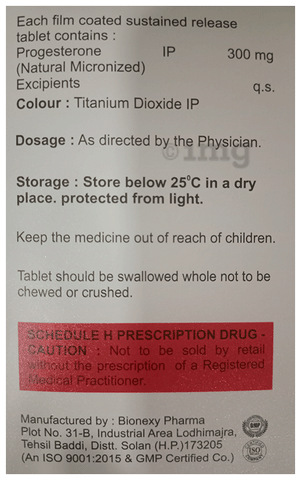 Each film coated sustained release
tablet contains :
Progesterone IP 300 mg
(Natural Micronized)
Excipients q.s.
Colour : Titanium Dioxide IP
Dosage : As directed by the Physician.
©1mg
Storage : Store below 25°C in a dry
place. protected from light.
Keep the medicine out of reach of children.
Tablet should be swallowed whole not to be
chewed or crushed.
SCHEDULE H PRESCRIPTION DRUG -
CAUTION : Not to be sold by retail
without the prescription of a Registered
Medical Practitioner.
Manufactured by : Bionexy Pharma
Plot No. 31-B, Industrial Area Lodhimajra,
Tehsil Baddi, Distt. Solan (H.P.)173205
(An ISO 9001:2015 & GMP Certified Co.)
GMP
ISO